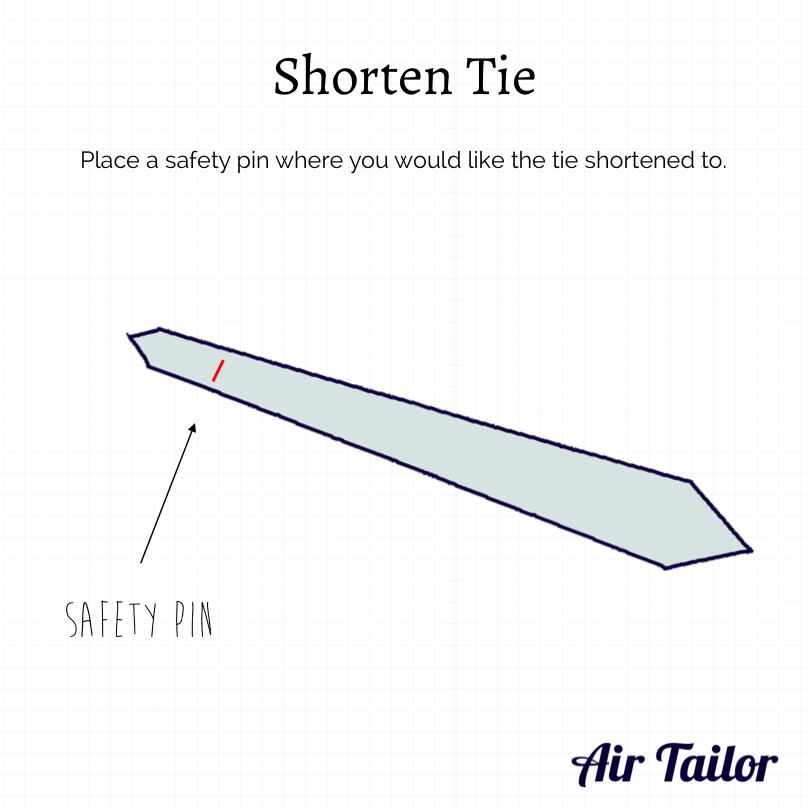 Shorten Tie
Place a safety pin where you would like the tie shortened to.
SAFETY PIN
Air Tailor